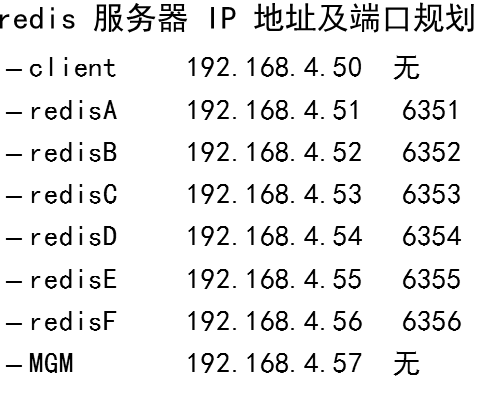 redis 服务器 IP 地址及端口规划
–client 192.168.4.50 无
–redisA 192.168.4.51 6351
–redisB 192.168.4.52 6352
–redisC 192.168.4.53 6353
–redisD 192.168.4.54 6354
–redisE 192.168.4.55 6355
–redisF 192.168.4.56 6356
–MGM 192.168.4.57 无